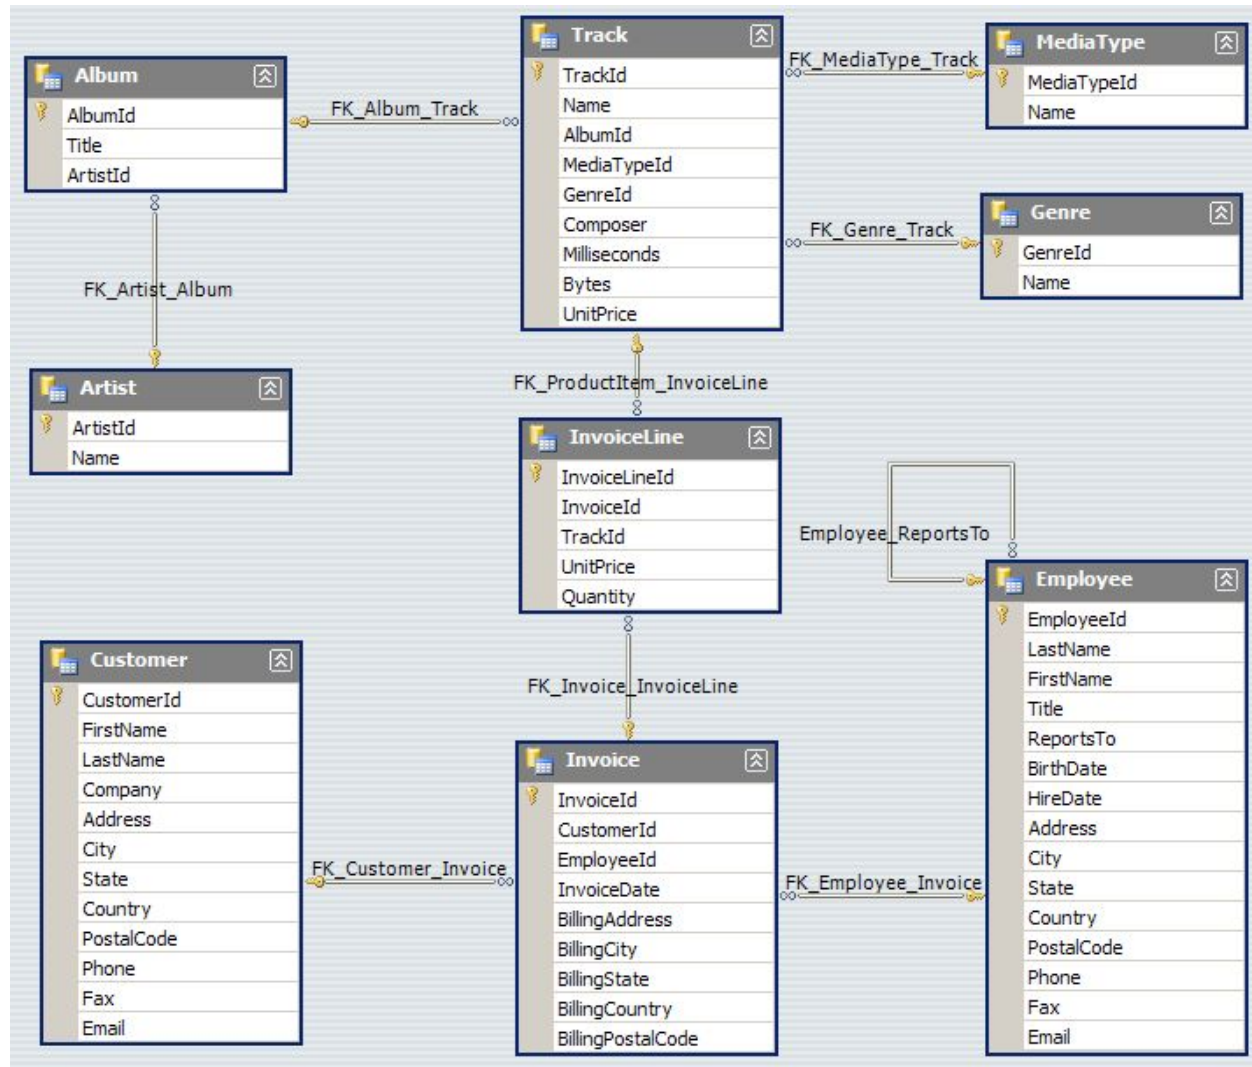 Album
AlbumId
Title
ArtistId
FK_Album_Track
Track
TrackId
Name
AlbumId
MediaTypeId
GenreId
Composer
Milliseconds
Bytes
UnitPrice
FK_MediaType_Track
MediaType
MediaTypeId
Name
FK_Genre_Track
Genre
GenreId
Name
FK_Artist_Album
Artist
ArtistId
Name
FK_ProductItem_InvoiceLine
InvoiceLine
InvoiceLineId
InvoiceId
TrackId
UnitPrice
Quantity
Employee_ReportsTo
Employee
EmployeeId
LastName
FirstName
Title
ReportsTo
BirthDate
HireDate
Address
City
State
Country
PostalCode
Phone
Fax
Email
FK_Invoice_InvoiceLine
Customer
CustomerId
FirstName
LastName
Company
Address
City
State
Country
PostalCode
Phone
Fax
Email
FK_Customer_Invoice
Invoice
InvoiceId
CustomerId
EmployeeId
InvoiceDate
BillingAddress
BillingCity
BillingState
BillingCountry
BillingPostalCode
FK_Employee_Invoice